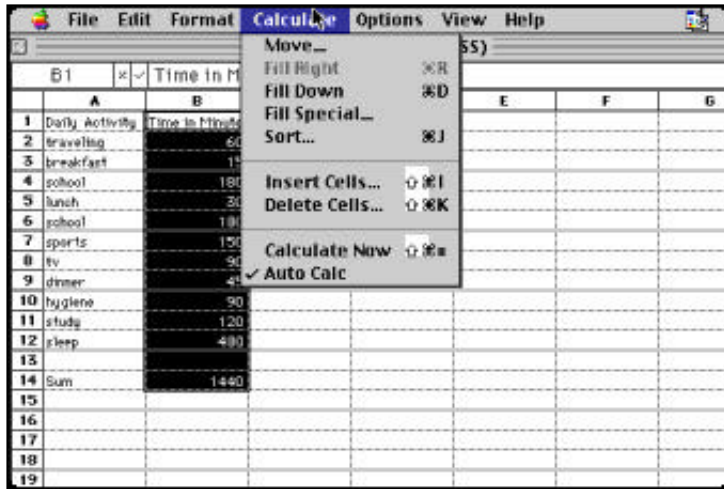 File Edit Format Calculate Options View Help
SS)
B1 Time in M
A B E F G
Move...
Fill Right ⌘R
Fill Down ⌘D
Fill Special...
Sort... ⌘J
Insert Cells... ⇧⌘I
Delete Cells... ⇧⌘K
Calculate Now ⇧⌘=
✓ Auto Calc
1 Daily Activity Time in Minute
2 traveling 60
3 breakfast 15
4 school 180
5 lunch 30
6 school 180
7 sports 150
8 tv 90
9 dinner 45
10 hygiene 90
11 study 120
12 sleep 480
13
14 Sum 1440
15
16
17
18
19